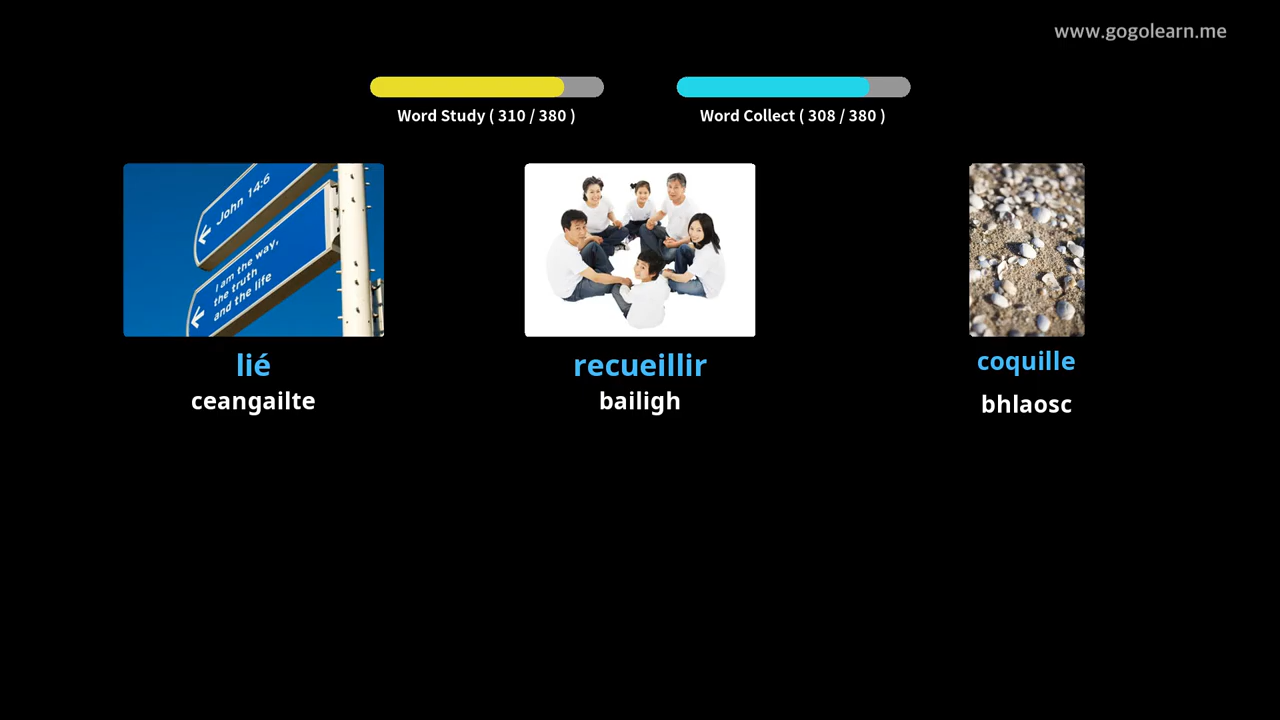 www.gogolearn.me
Word Study ( 310 / 380 )
Word Collect ( 308 / 380 )
John 14:6
I am the way,
the truth
and the life
lié
recueillir
coquille
ceangailte
bailigh
bhlaosc